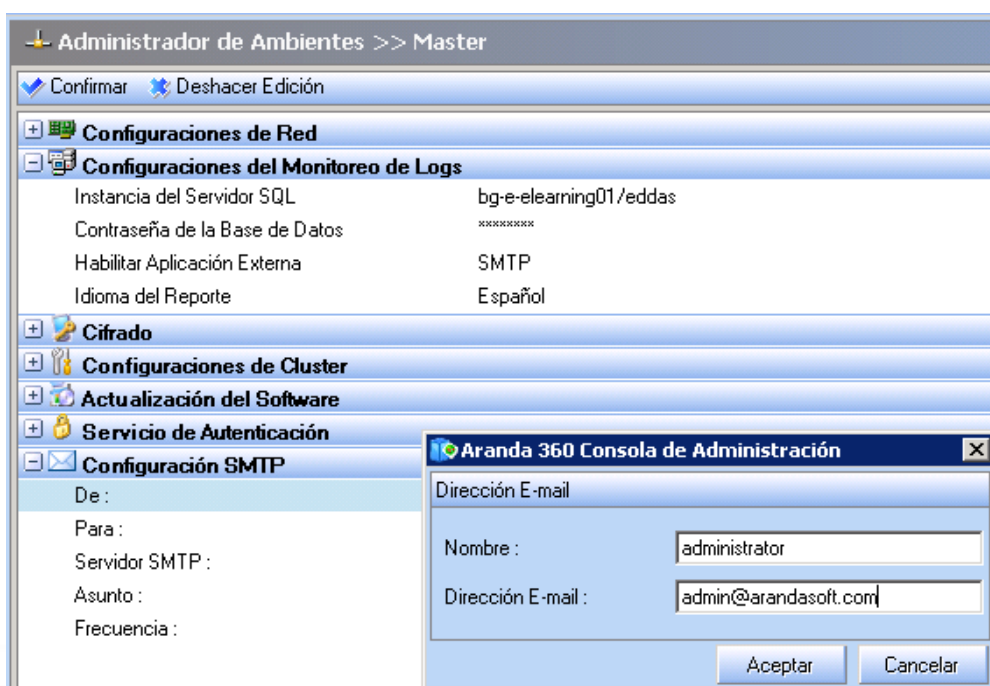 Administrador de Ambientes >> Master
Confirmar Deshacer Edición
Configuraciones de Red
Configuraciones del Monitoreo de Logs
Instancia del Servidor SQL bg-e-elearning01/eddas
Contraseña de la Base de Datos ********
Habilitar Aplicación Externa SMTP
Idioma del Reporte Español
Cifrado
Configuraciones de Cluster
Actualización del Software
Servicio de Autenticación
Configuración SMTP
De :
Para :
Servidor SMTP :
Asunto :
Frecuencia :
Aranda 360 Consola de Administración
Dirección E-mail
Nombre : administrator
Dirección E-mail : admin@arandasoft.com
Aceptar Cancelar